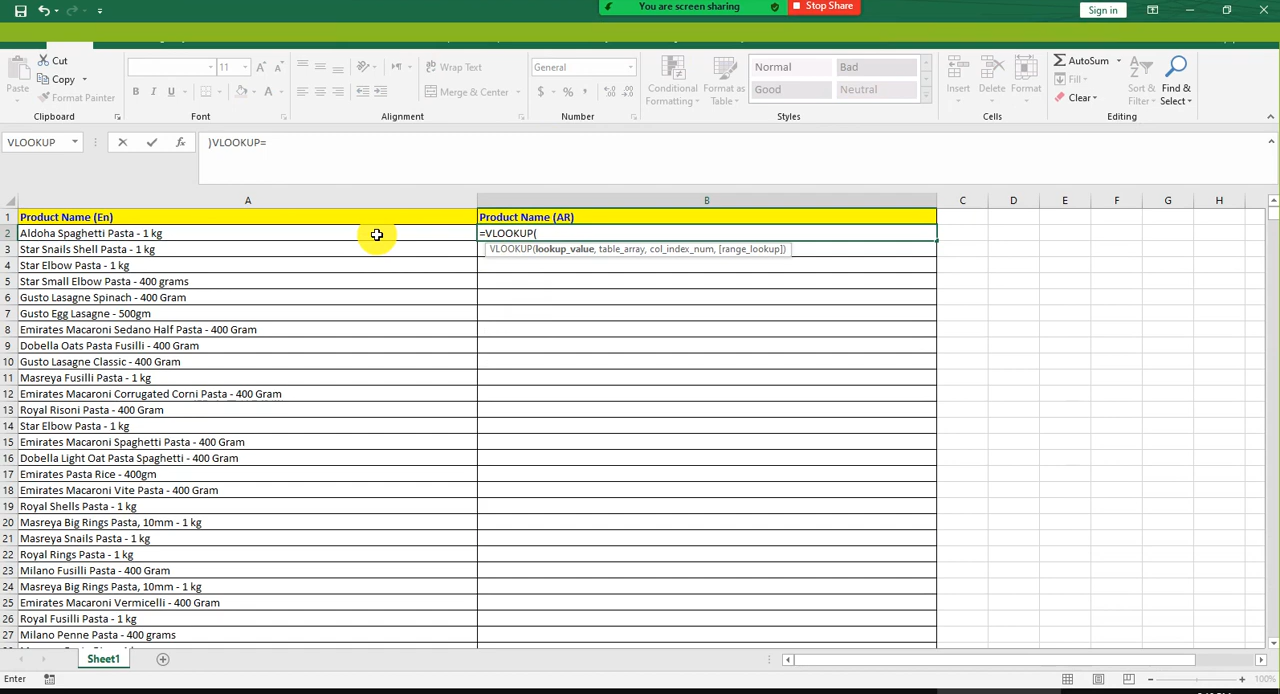 You are screen sharing
Stop Share
Sign in
Cut
Copy
Format Painter
Paste
Clipboard
11
Font
Wrap Text
Merge & Center
Alignment
General
Number
Conditional Formatting
Format as Table
Normal
Bad
Good
Neutral
Styles
Insert
Delete
Format
Cells
AutoSum
Fill
Clear
Sort & Filter
Find & Select
Editing
VLOOKUP
)VLOOKUP=
A B C D E F G H
1 Product Name (En) Product Name (AR)
2 Aldoha Spaghetti Pasta - 1 kg =VLOOKUP(
VLOOKUP(lookup_value, table_array, col_index_num, [range_lookup])
3 Star Snails Shell Pasta - 1 kg
4 Star Elbow Pasta - 1 kg
5 Star Small Elbow Pasta - 400 grams
6 Gusto Lasagne Spinach - 400 Gram
7 Gusto Egg Lasagne - 500gm
8 Emirates Macaroni Sedano Half Pasta - 400 Gram
9 Dobella Oats Pasta Fusilli - 400 Gram
10 Gusto Lasagne Classic - 400 Gram
11 Masreya Fusilli Pasta - 1 kg
12 Emirates Macaroni Corrugated Corni Pasta - 400 Gram
13 Royal Risoni Pasta - 400 Gram
14 Star Elbow Pasta - 1 kg
15 Emirates Macaroni Spaghetti Pasta - 400 Gram
16 Dobella Light Oat Pasta Spaghetti - 400 Gram
17 Emirates Pasta Rice - 400gm
18 Emirates Macaroni Vite Pasta - 400 Gram
19 Royal Shells Pasta - 1 kg
20 Masreya Big Rings Pasta, 10mm - 1 kg
21 Masreya Snails Pasta - 1 kg
22 Royal Rings Pasta - 1 kg
23 Milano Fusilli Pasta - 400 Gram
24 Masreya Big Rings Pasta, 10mm - 1 kg
25 Emirates Macaroni Vermicelli - 400 Gram
26 Royal Fusilli Pasta - 1 kg
27 Milano Penne Pasta - 400 grams
Sheet1
Enter
100%